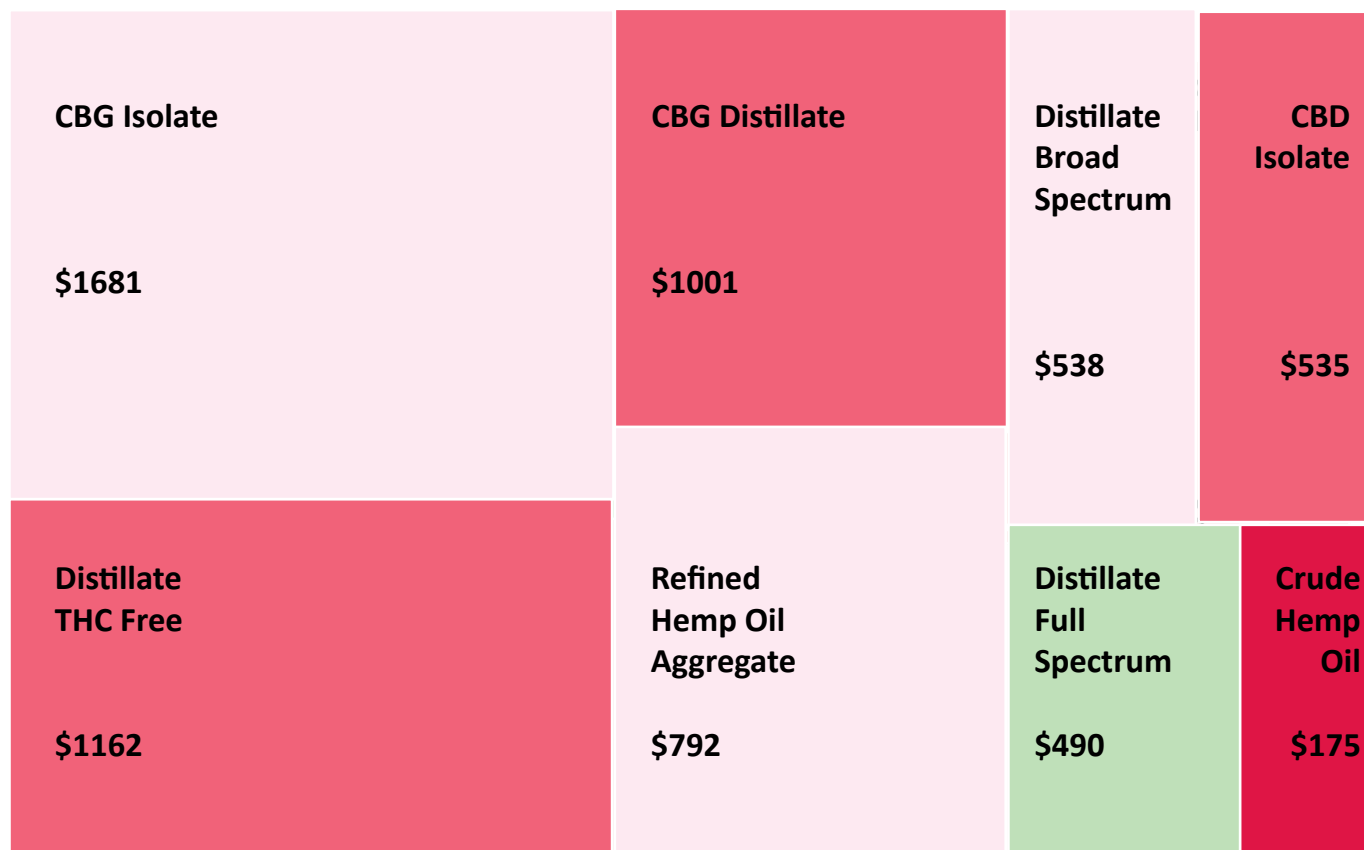 CBG Isolate
$1681
CBG Distillate
$1001
Distillate
Broad
Spectrum
$538
CBD
Isolate
$535
Distillate
THC Free
$1162
Refined
Hemp Oil
Aggregate
$792
Distillate
Full
Spectrum
$490
Crude
Hemp
Oil
$175